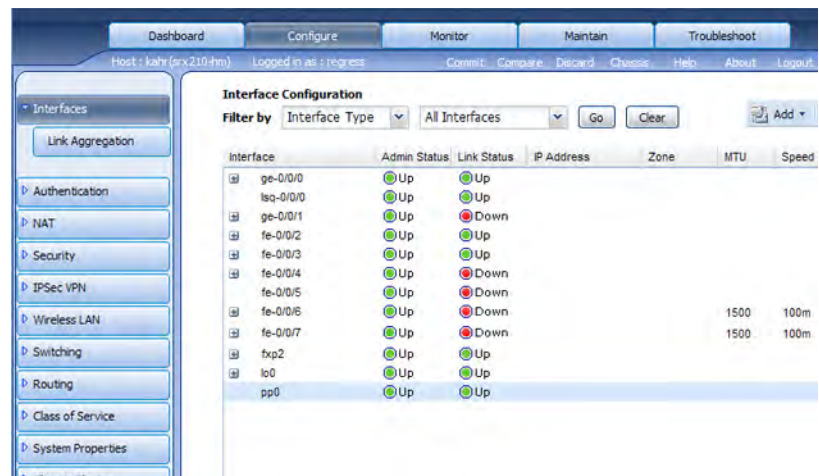 Dashboard Configure Monitor Maintain Troubleshoot
Host : kahr (srx210-hm) Logged in as : regress Commit Compare Discard Chassis Help About Logout
Interfaces
Link Aggregation
Authentication
NAT
Security
IPSec VPN
Wireless LAN
Switching
Routing
Class of Service
System Properties
Interface Configuration
Filter by Interface Type All Interfaces Go Clear Add
Interface Admin Status Link Status IP Address Zone MTU Speed
ge-0/0/0 Up Up
lsq-0/0/0 Up Up
ge-0/0/1 Up Down
fe-0/0/2 Up Up
fe-0/0/3 Up Up
fe-0/0/4 Up Down
fe-0/0/5 Up Down
fe-0/0/6 Up Down 1500 100m
fe-0/0/7 Up Down 1500 100m
fxp2 Up Up
lo0 Up Up
pp0 Up Up